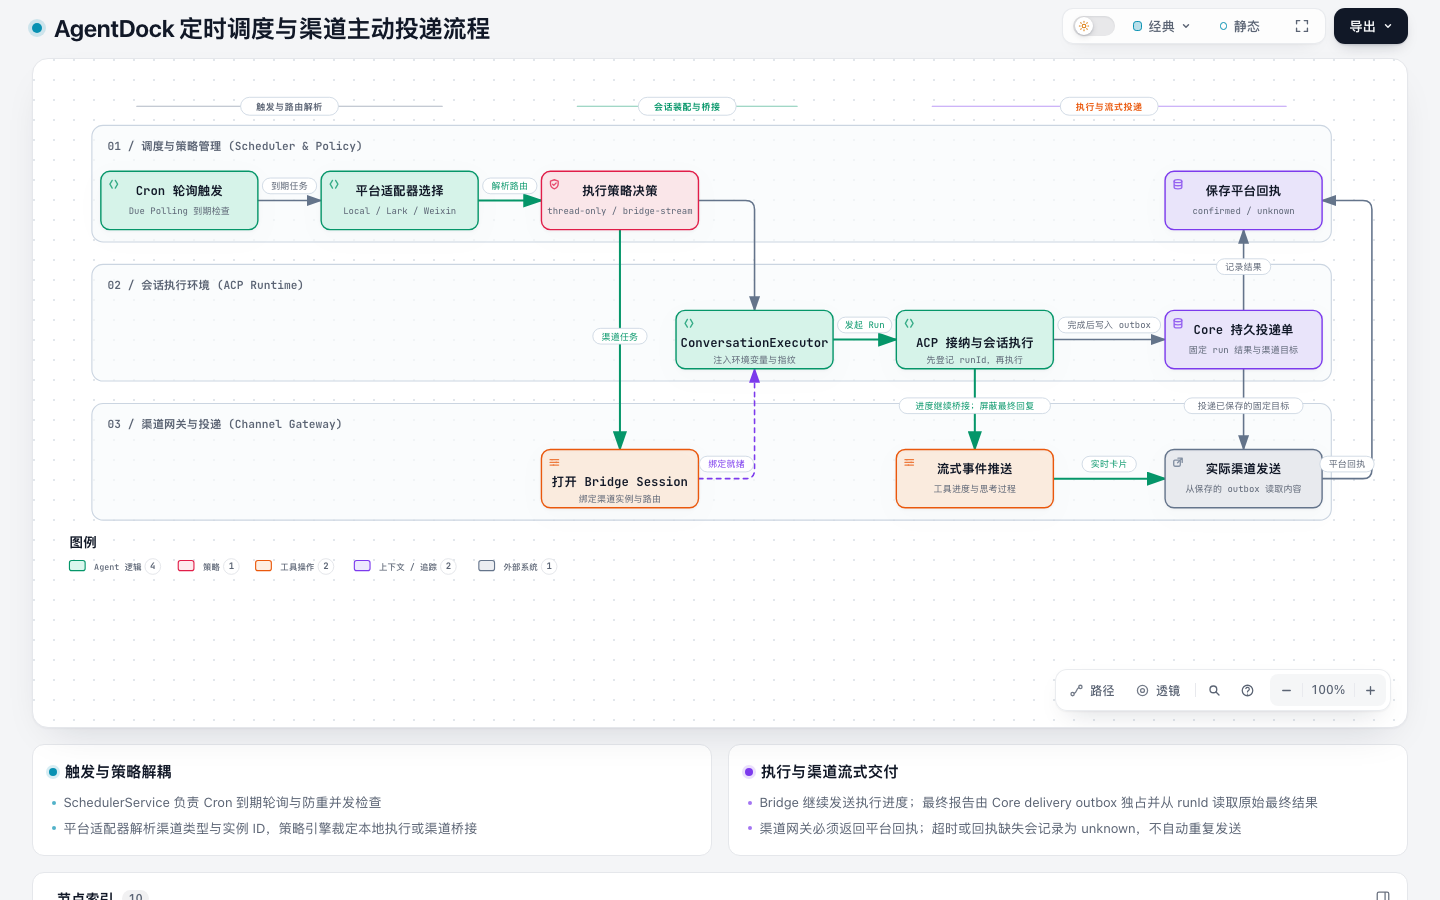 AgentDock 定时调度与渠道主动投递流程
经典
静态
导出
触发与路由解析
会话装配与桥接
执行与流式投递
01 / 调度与策略管理 (Scheduler & Policy)
Cron 轮询触发
Due Polling 到期检查
到期任务
平台适配器选择
Local / Lark / Weixin
解析路由
执行策略决策
thread-only / bridge-stream
保存平台回执
confirmed / unknown
记录结果
02 / 会话执行环境 (ACP Runtime)
渠道任务
ConversationExecutor
注入环境变量与指纹
发起 Run
ACP 接纳与会话执行
先登记 runId，再执行
完成后写入 outbox
Core 持久投递单
固定 run 结果与渠道目标
进度继续桥接；屏蔽最终回复
投递已保存的固定目标
03 / 渠道网关与投递 (Channel Gateway)
打开 Bridge Session
绑定渠道实例与路由
绑定就绪
流式事件推送
工具进度与思考过程
实时卡片
实际渠道发送
从保存的 outbox 读取内容
平台回执
图例
Agent 逻辑 4
策略 1
工具操作 2
上下文 / 追踪 2
外部系统 1
路径
透镜
100%
触发与策略解耦
SchedulerService 负责 Cron 到期轮询与防重并发检查
平台适配器解析渠道类型与实例 ID，策略引擎裁定本地执行或渠道桥接
执行与渠道流式交付
Bridge 继续发送执行进度；最终报告由 Core delivery outbox 独占并从 runId 读取原始最终结果
渠道网关必须返回平台回执；超时或回执缺失会记录为 unknown，不自动重复发送
节点索引 10